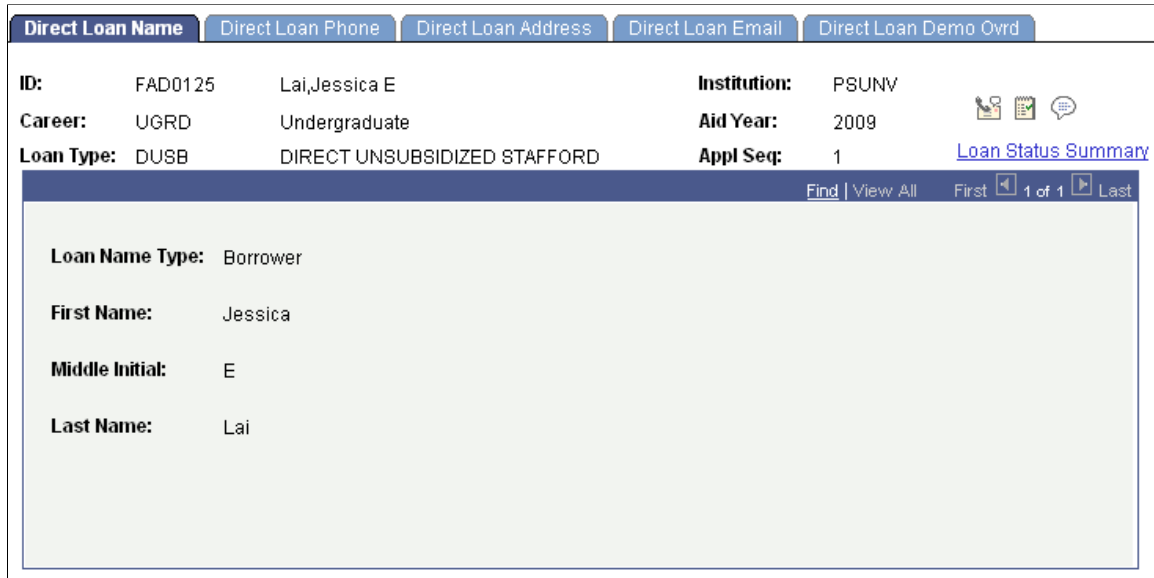 Direct Loan Name Direct Loan Phone Direct Loan Address Direct Loan Email Direct Loan Demo Ovrd
ID: FAD0125 Lai,Jessica E Institution: PSUNV
Career: UGRD Undergraduate Aid Year: 2009
Loan Type: DUSB DIRECT UNSUBSIDIZED STAFFORD Appl Seq: 1 Loan Status Summary
Find | View All First 1 of 1 Last
Loan Name Type: Borrower
First Name: Jessica
Middle Initial: E
Last Name: Lai